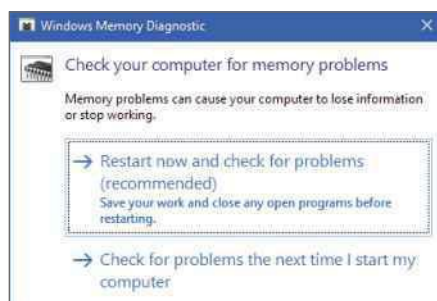 Windows Memory Diagnostic
Check your computer for memory problems
Memory problems can cause your computer to lose information
or stop working.
Restart now and check for problems
(recommended)
Save your work and close any open programs before
restarting.
Check for problems the next time I start my
computer